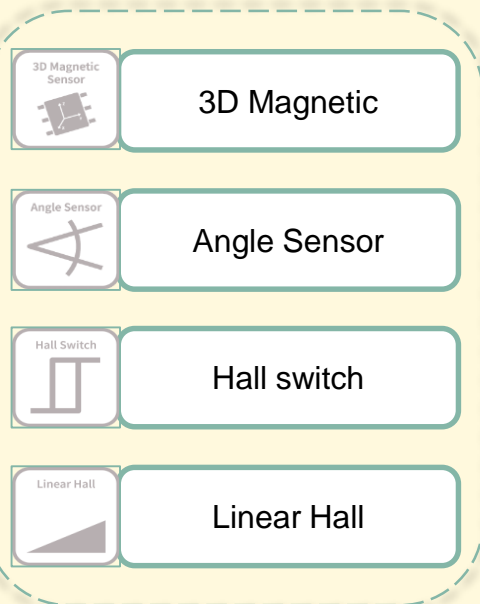 3D Magnetic
Sensor
3D Magnetic
Angle Sensor
Angle Sensor
Hall Switch
Hall switch
Linear Hall
Linear Hall